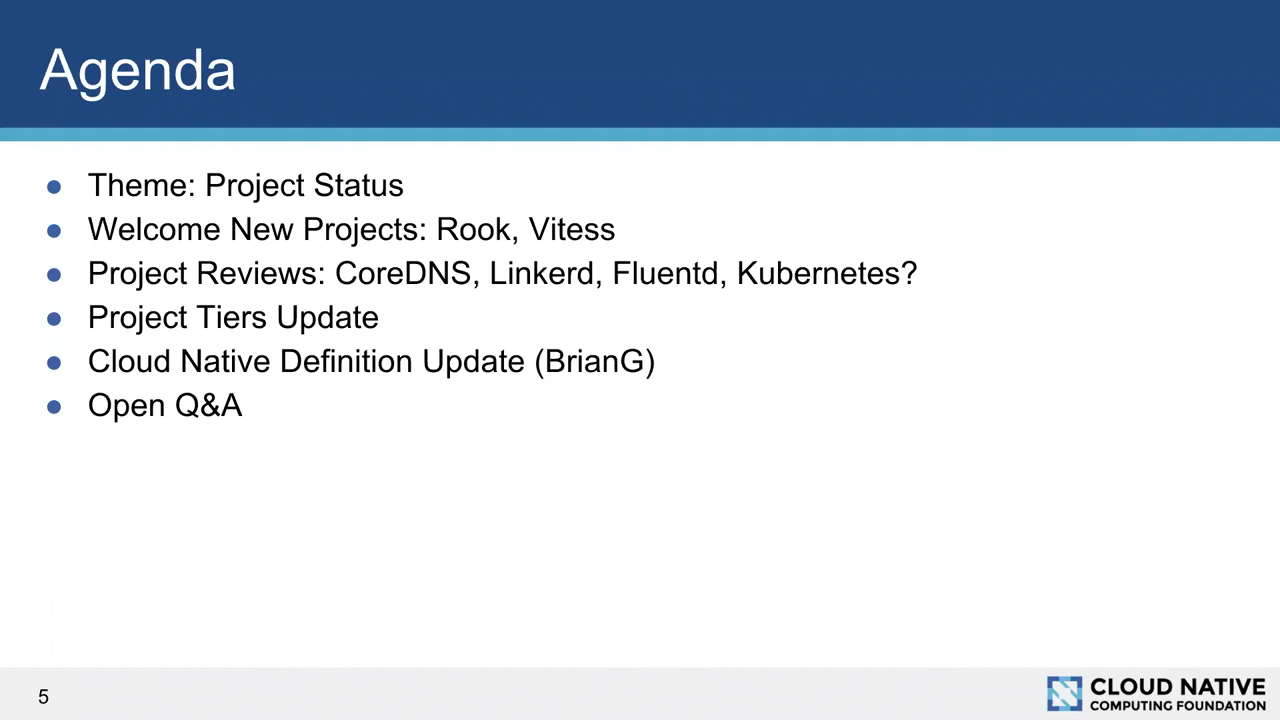 Agenda
● Theme: Project Status
● Welcome New Projects: Rook, Vitess
● Project Reviews: CoreDNS, Linkerd, Fluentd, Kubernetes?
● Project Tiers Update
● Cloud Native Definition Update (BrianG)
● Open Q&A
5
CLOUD NATIVE
COMPUTING FOUNDATION